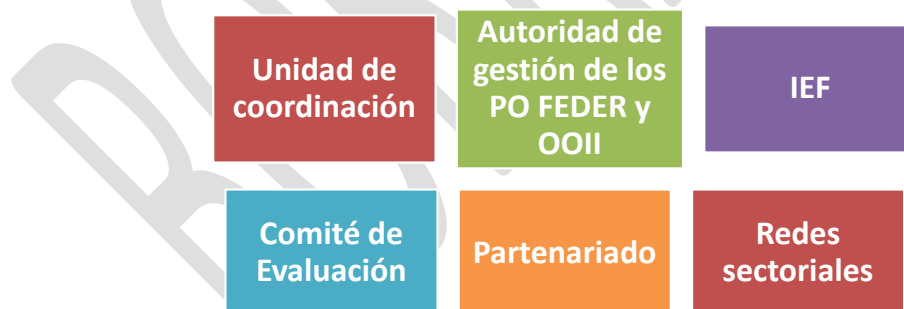 Unidad de
coordinación
Autoridad de
gestión de los
PO FEDER y
OOII
IEF
Comité de
Evaluación
Partenariado
Redes
sectoriales